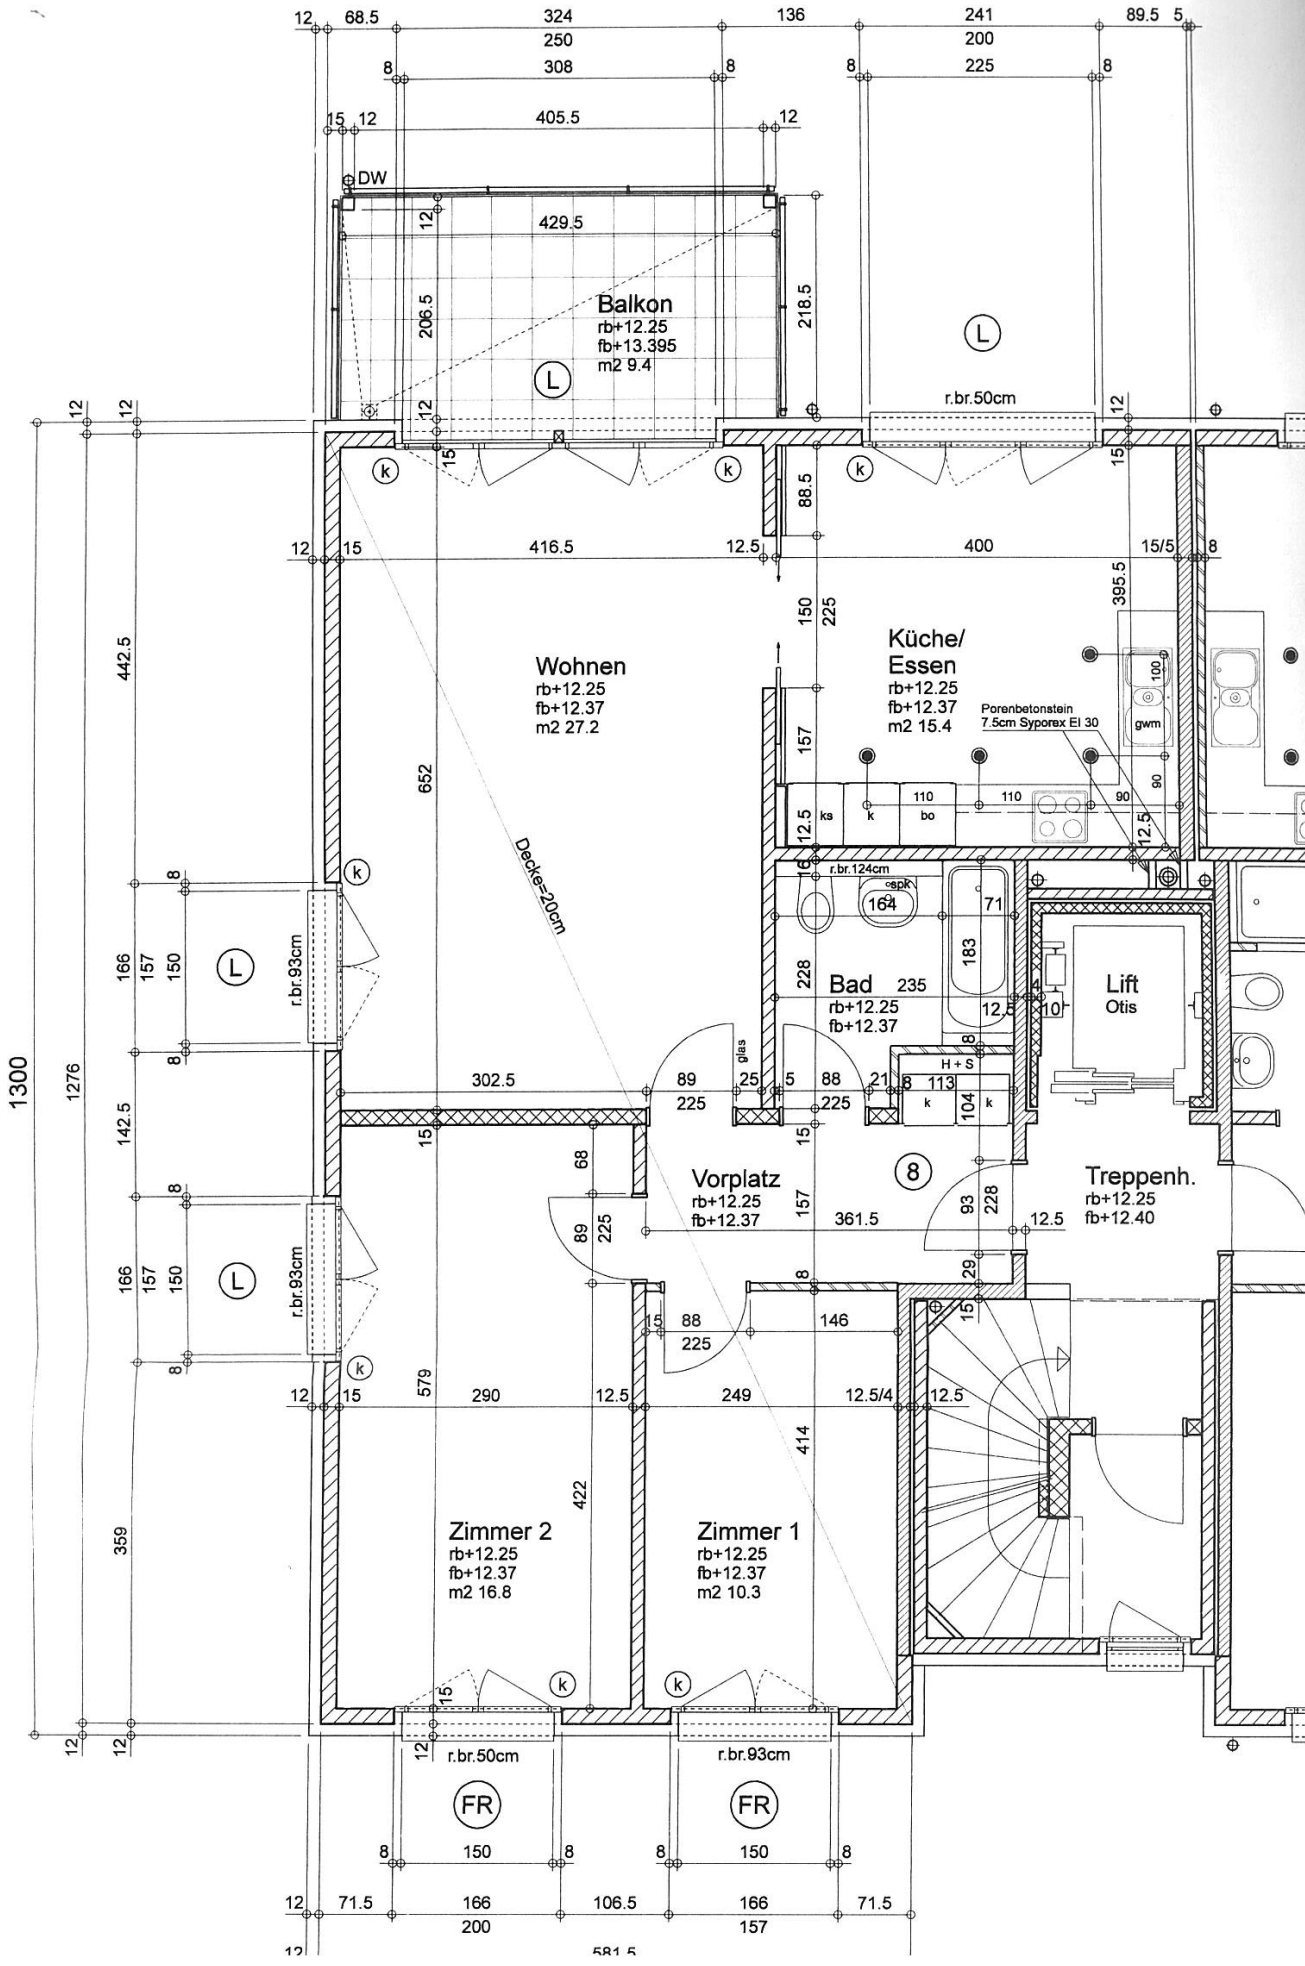 12 68.5 324 136 241 89.5 5
250 200
8 308 8 8 225 8
15 12 405.5 12
DW
12
429.5
218.5
206.5
Balkon
rb+12.25
fb+13.395
m2 9.4
L
L
r.br.50cm
12 12 12 12
k 15 k k 15
88.5
12 15 416.5 12.5 400 15/5 8
395.5
150
225
442.5
Wohnen
rb+12.25
fb+12.37
m2 27.2
Küche/
Essen
rb+12.25
fb+12.37
m2 15.4
100
Porenbetonstein
7.5cm Syporex EI 30
gwm
157
652
90
110 110 90
ks k bo
12.5 12.5
Decke=20cm
16
r.br.124cm
spk
164 71
8
k
166
157
150
L
r.br.93cm
8
228
183
Bad
rb+12.25
fb+12.37
235
12.5
4
10
Lift
Otis
8
H + S
glas
1300
1276
302.5 89 25 5 88 21 8 113
225 225
104
k k
142.5
15
15
68
8
Vorplatz
rb+12.25
fb+12.37
157
361.5
93
228
12.5
Treppenh.
rb+12.25
fb+12.40
89
225
8
166
157
150
L
r.br.93cm
8
k
8
29
15
15 88 146
225
12 15 290 12.5 249 12.5/4 12.5
579
414
422
359
Zimmer 2
rb+12.25
fb+12.37
m2 16.8
Zimmer 1
rb+12.25
fb+12.37
m2 10.3
15
k k
12 12 12
r.br.50cm r.br.93cm
FR FR
8 150 8 8 150 8
12 71.5 166 106.5 166 71.5
200 157
12 581.5